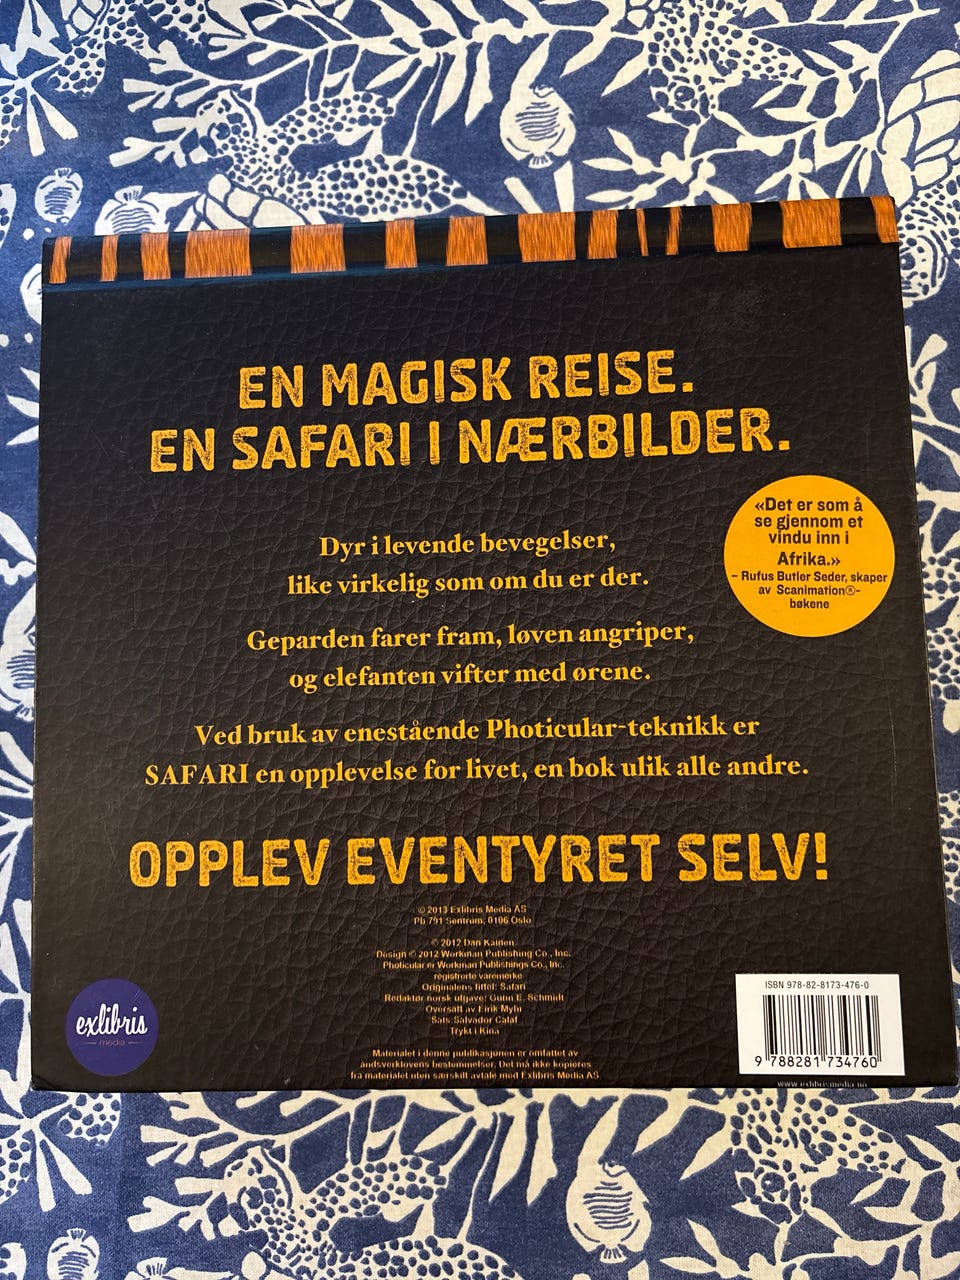 EN MAGISK REISE.
EN SAFARI I NÆRBILDER.
«Det er som å
se gjennom et
vindu inn i
Afrika.»
– Rufus Butler Seder, skaper
av Scanimation®-
bøkene
Dyr i levende bevegelser,
like virkelig som om du er der.
Geparden farer fram, løven angriper,
og elefanten vifter med ørene.
Ved bruk av enestående Photicular-teknikk er
SAFARI en opplevelse for livet, en bok ulik alle andre.
OPPLEV EVENTYRET SELV!
© 2013 Exlibris Media AS
Pb 791 Sentrum, 0106 Oslo
© 2012 Dan Kainen
Design © 2012 Workman Publishing Co., Inc.
Photicular er Workman Publishings Co., Inc.
registrerte varemerke
Originalens tittel: Safari
Redaktør norsk utgave: Gunn E. Schmidt
Oversatt av Eirik Myhr
Sats: Salvador Calaf
Trykt i Kina
Materialet i denne publikasjonen er omfattet av
åndsverklovens bestemmelser. Det må ikke kopieres
fra materialet uten særskilt avtale med Exlibris Media AS.
exlibris
media
ISBN 978-82-8173-476-0
9 788281 734760
www.exlibrismedia.no